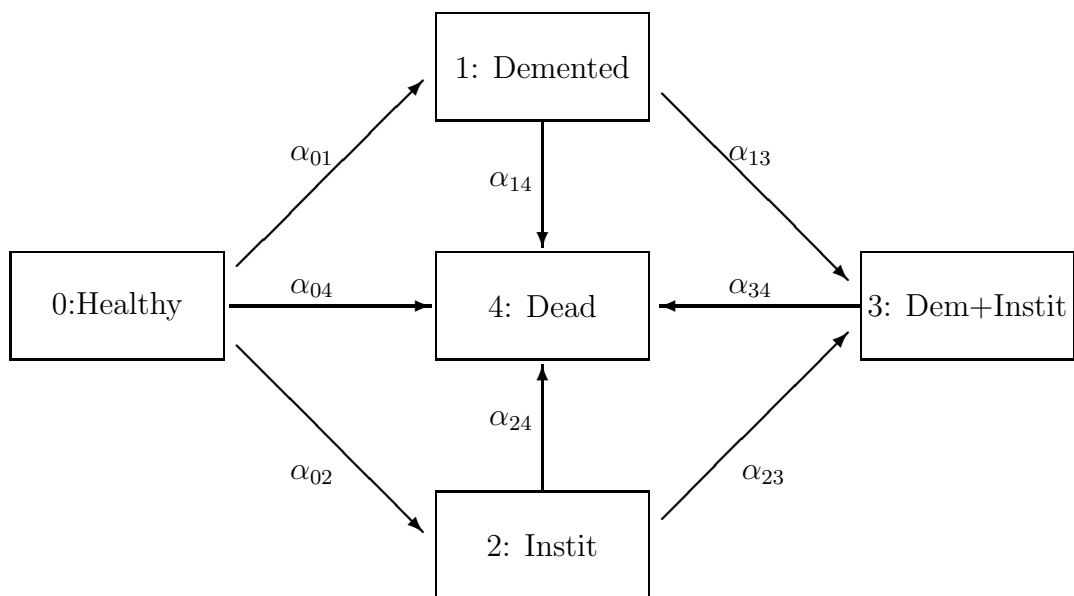 1: Demented
α₀₁
α₁₃
α₁₄
0:Healthy
α₀₄
4: Dead
α₃₄
3: Dem+Instit
α₂₄
α₀₂
α₂₃
2: Instit